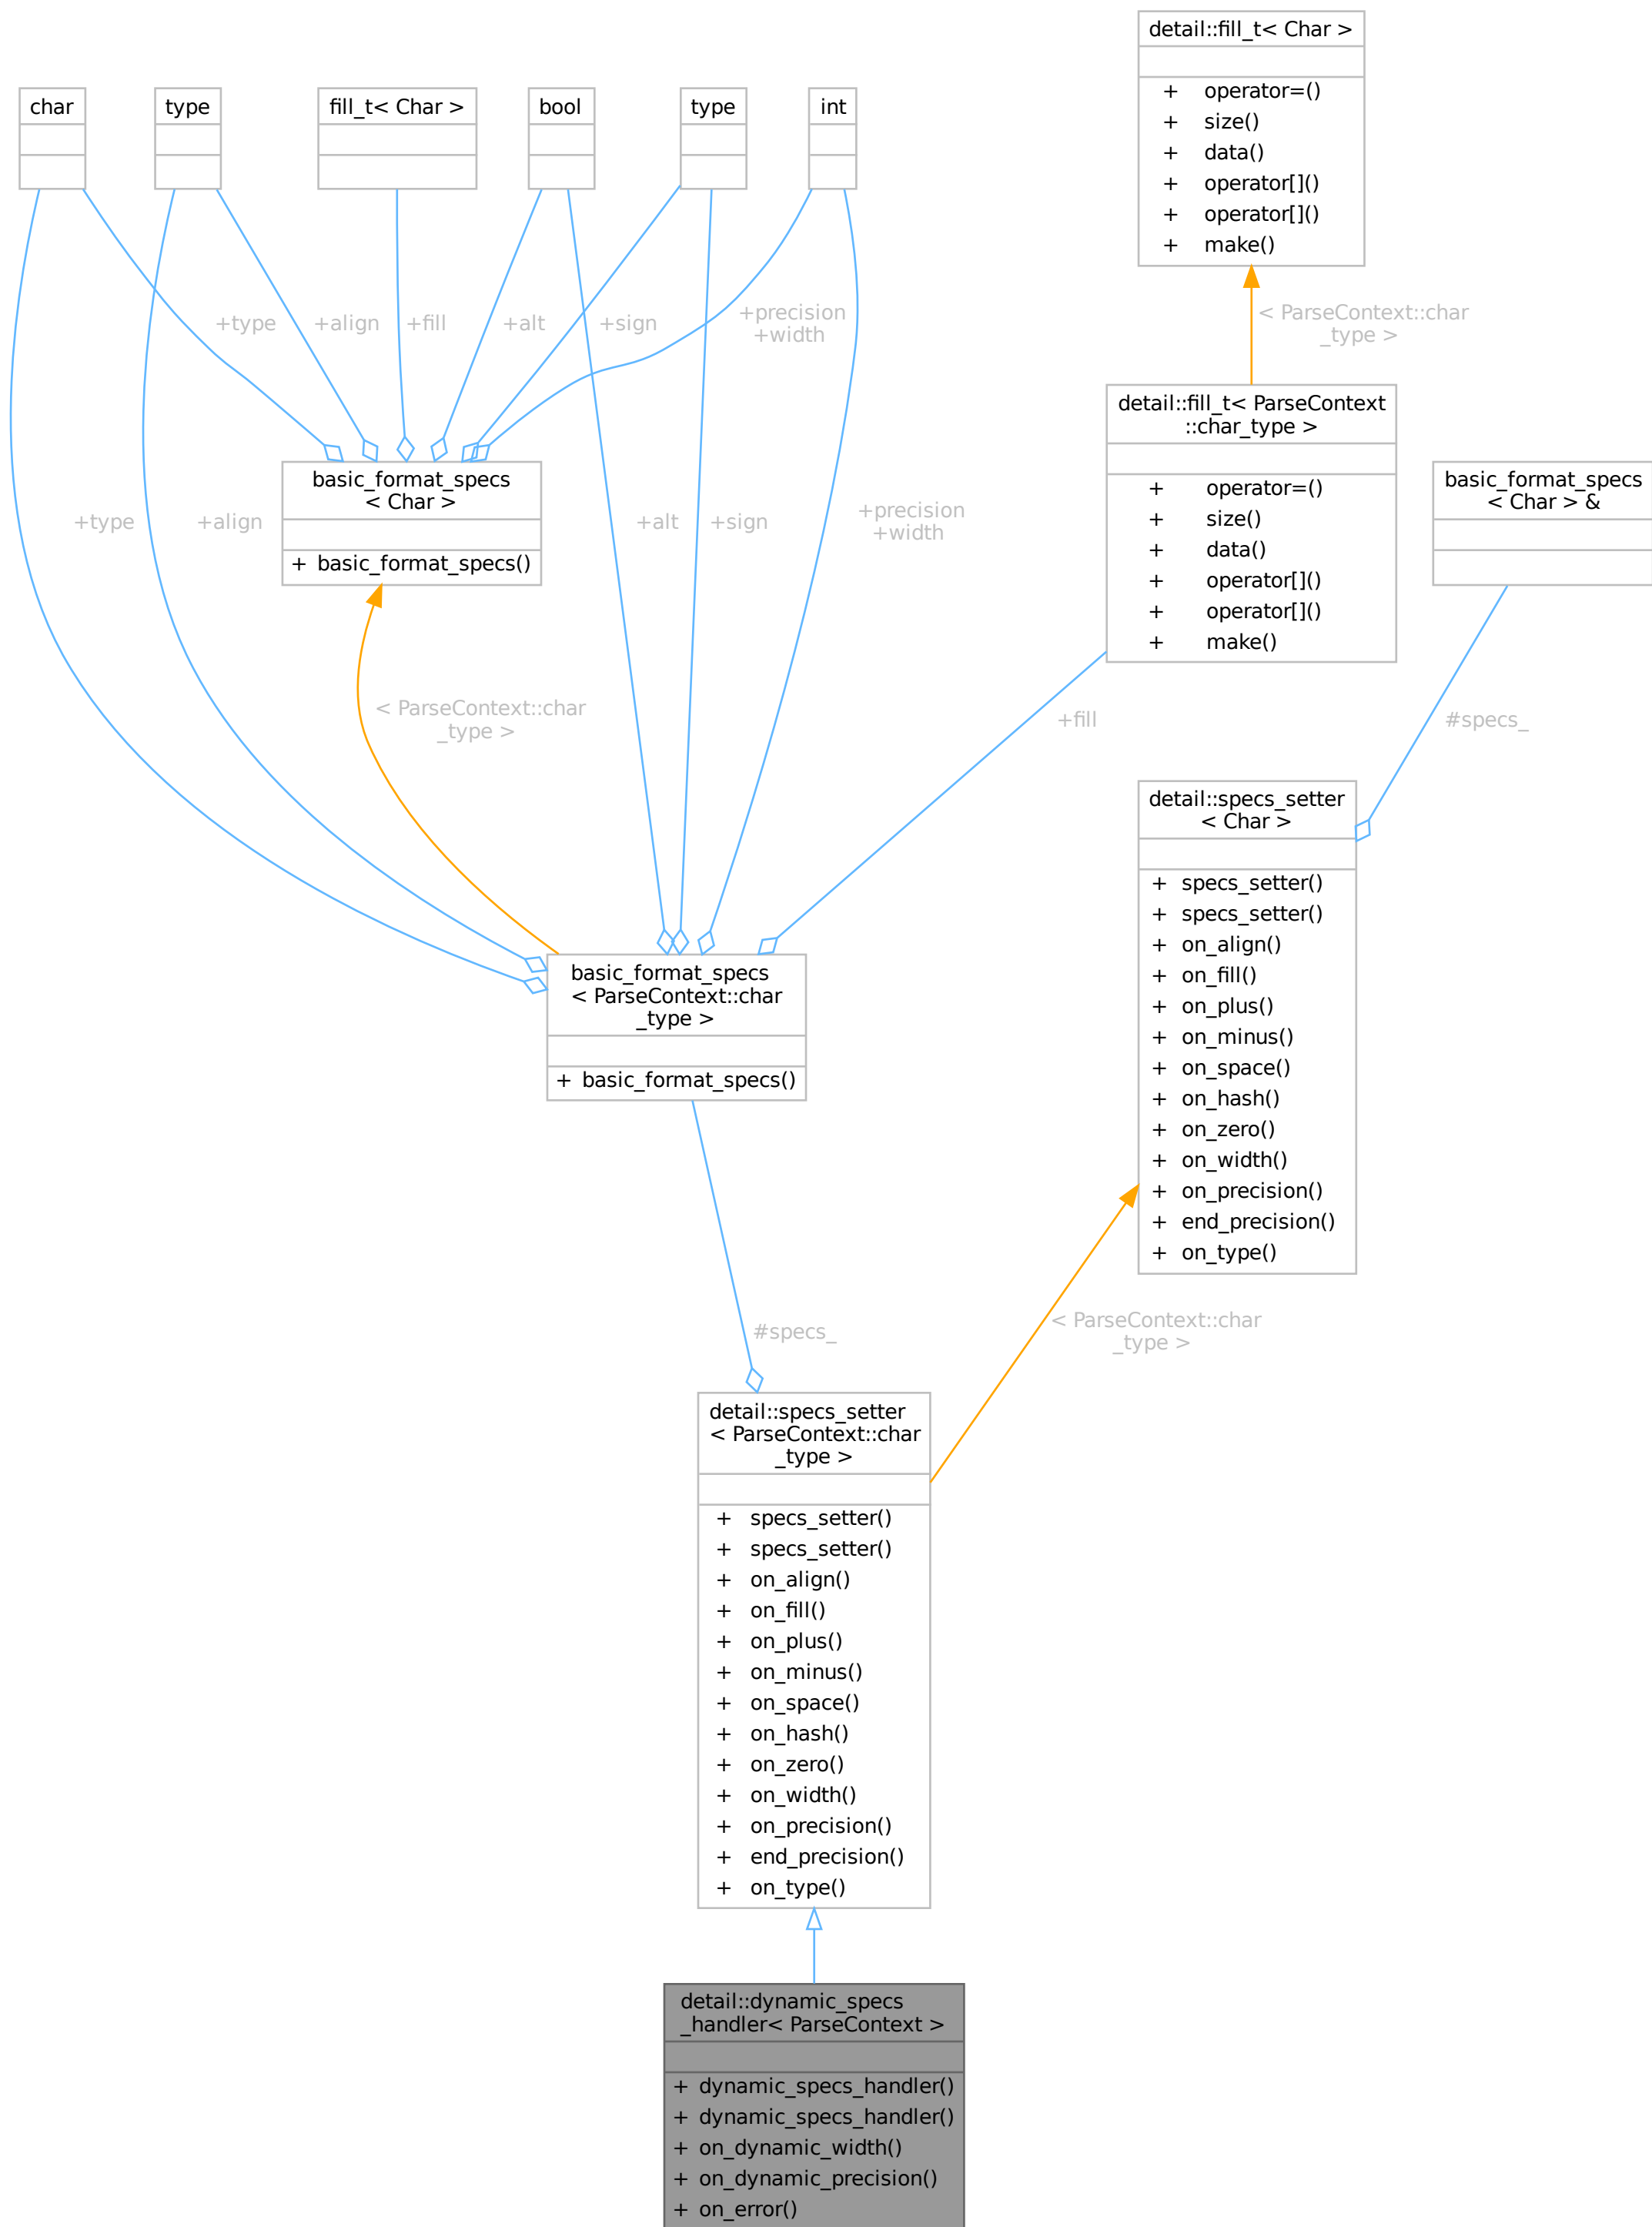 detail::fill_t< Char >
+ operator=()
+ size()
+ data()
+ operator[]()
+ operator[]()
+ make()
char
type
fill_t< Char >
bool
type
int
+type
+align
+fill
+alt
+sign
+precision
+width
< ParseContext::char
_type >
detail::fill_t< ParseContext
::char_type >
+ operator=()
+ size()
+ data()
+ operator[]()
+ operator[]()
+ make()
basic_format_specs
< Char >
+ basic_format_specs()
basic_format_specs
< Char > &
+type
+align
+alt
+sign
+precision
+width
< ParseContext::char
_type >
+fill
#specs_
detail::specs_setter
< Char >
+ specs_setter()
+ specs_setter()
+ on_align()
+ on_fill()
+ on_plus()
+ on_minus()
+ on_space()
+ on_hash()
+ on_zero()
+ on_width()
+ on_precision()
+ end_precision()
+ on_type()
basic_format_specs
< ParseContext::char
_type >
+ basic_format_specs()
#specs_
< ParseContext::char
_type >
detail::specs_setter
< ParseContext::char
_type >
+ specs_setter()
+ specs_setter()
+ on_align()
+ on_fill()
+ on_plus()
+ on_minus()
+ on_space()
+ on_hash()
+ on_zero()
+ on_width()
+ on_precision()
+ end_precision()
+ on_type()
detail::dynamic_specs
_handler< ParseContext >
+ dynamic_specs_handler()
+ dynamic_specs_handler()
+ on_dynamic_width()
+ on_dynamic_precision()
+ on_error()